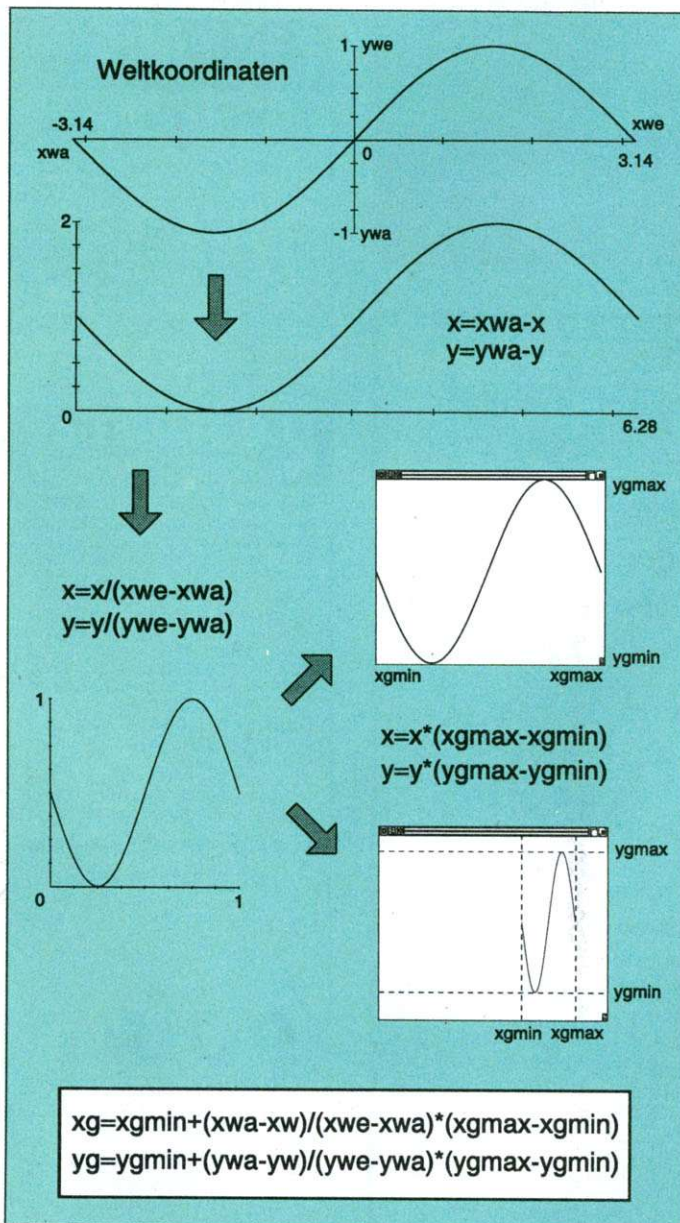 1 ywe
Weltkoordinaten
-3.14
xwe
xwa
0
3.14
2
-1 ywa
x=xwa-x
y=ywa-y
0
6.28
ygmax
x=x/(xwe-xwa)
y=y/(ywe-ywa)
ygmin
xgmin xgmax
1
x=x*(xgmax-xgmin)
y=y*(ygmax-ygmin)
ygmax
0 1
ygmin
xgmin xgmax
xg=xgmin+(xwa-xw)/(xwe-xwa)*(xgmax-xgmin)
yg=ygmin+(ywa-yw)/(ywe-ywa)*(ygmax-ygmin)